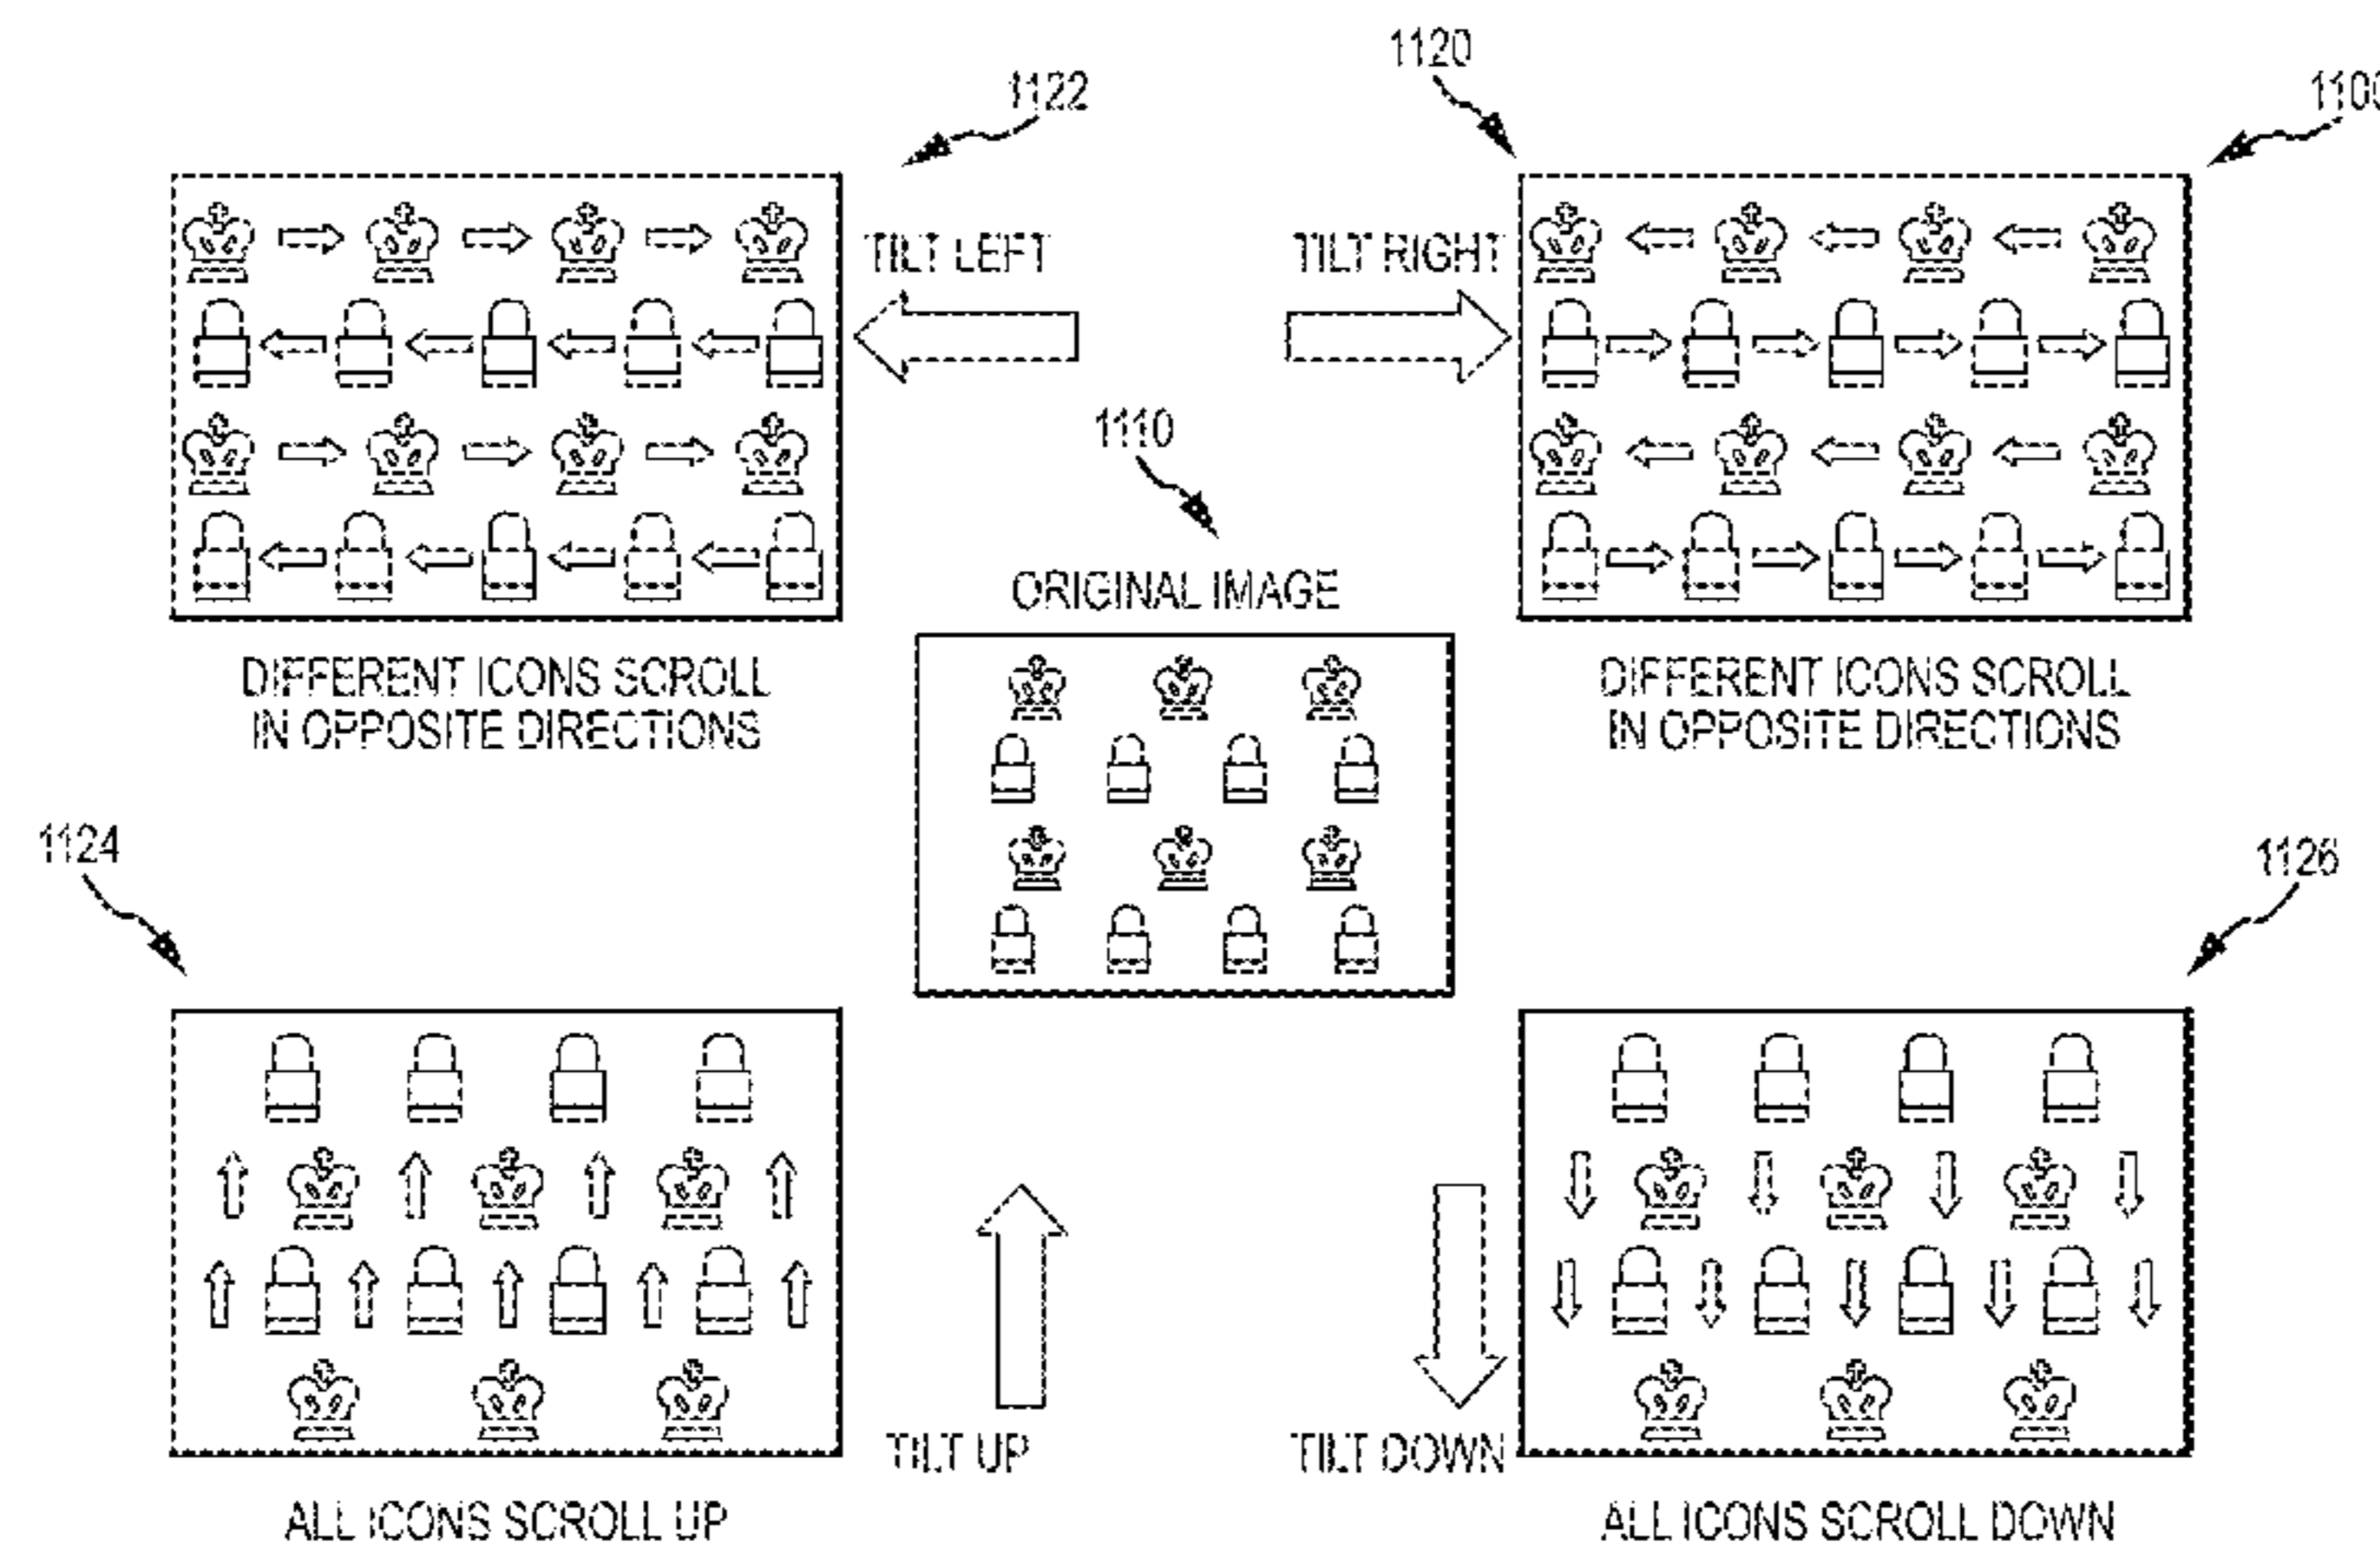 1120
1122
TILT LEFT
TILT RIGHT
1110
ORIGINAL IMAGE
DIFFERENT ICONS SCROLL
IN OPPOSITE DIRECTIONS
DIFFERENT ICONS SCROLL
IN OPPOSITE DIRECTIONS
1124
1126
TILT UP
TILT DOWN
ALL ICONS SCROLL UP
ALL ICONS SCROLL DOWN